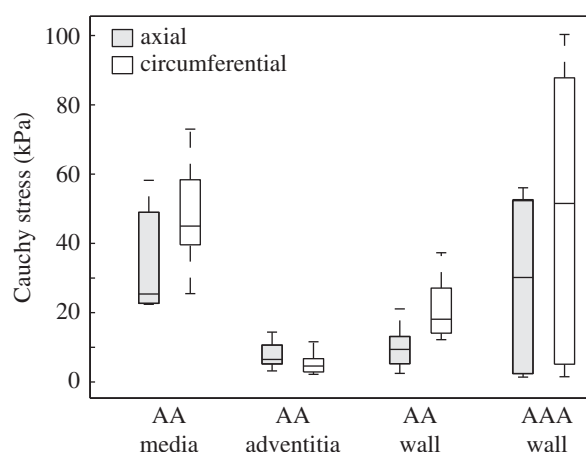 100
80
60
40
20
0
Cauchy stress (kPa)
axial
circumferential
AA media
AA adventitia
AA wall
AAA wall